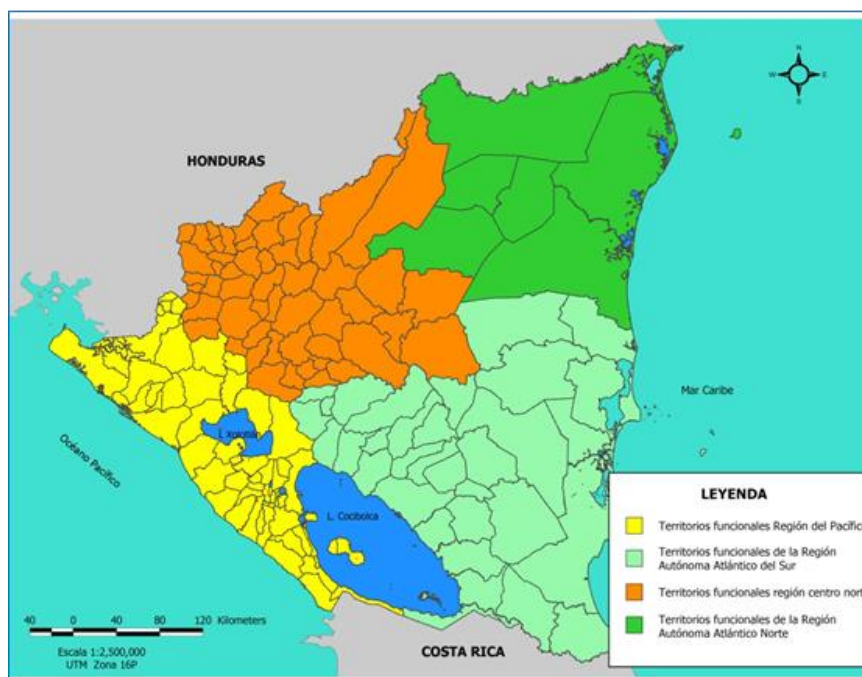 N
W E
S
HONDURAS
Mar Caribe
L. Xolotlán
Océano Pacífico
L. Cocibolca
LEYENDA
Territorios funcionales Región del Pacífic
Territorios funcionales de la Región
Autónoma Atlántico del Sur
Territorios funcionales región centro nort
Territorios funcionales de la Región
Autónoma Atlántico Norte
40 0 40 80 120 Kilometers
Escala 1:2,500,000
UTM Zona 16P
COSTA RICA